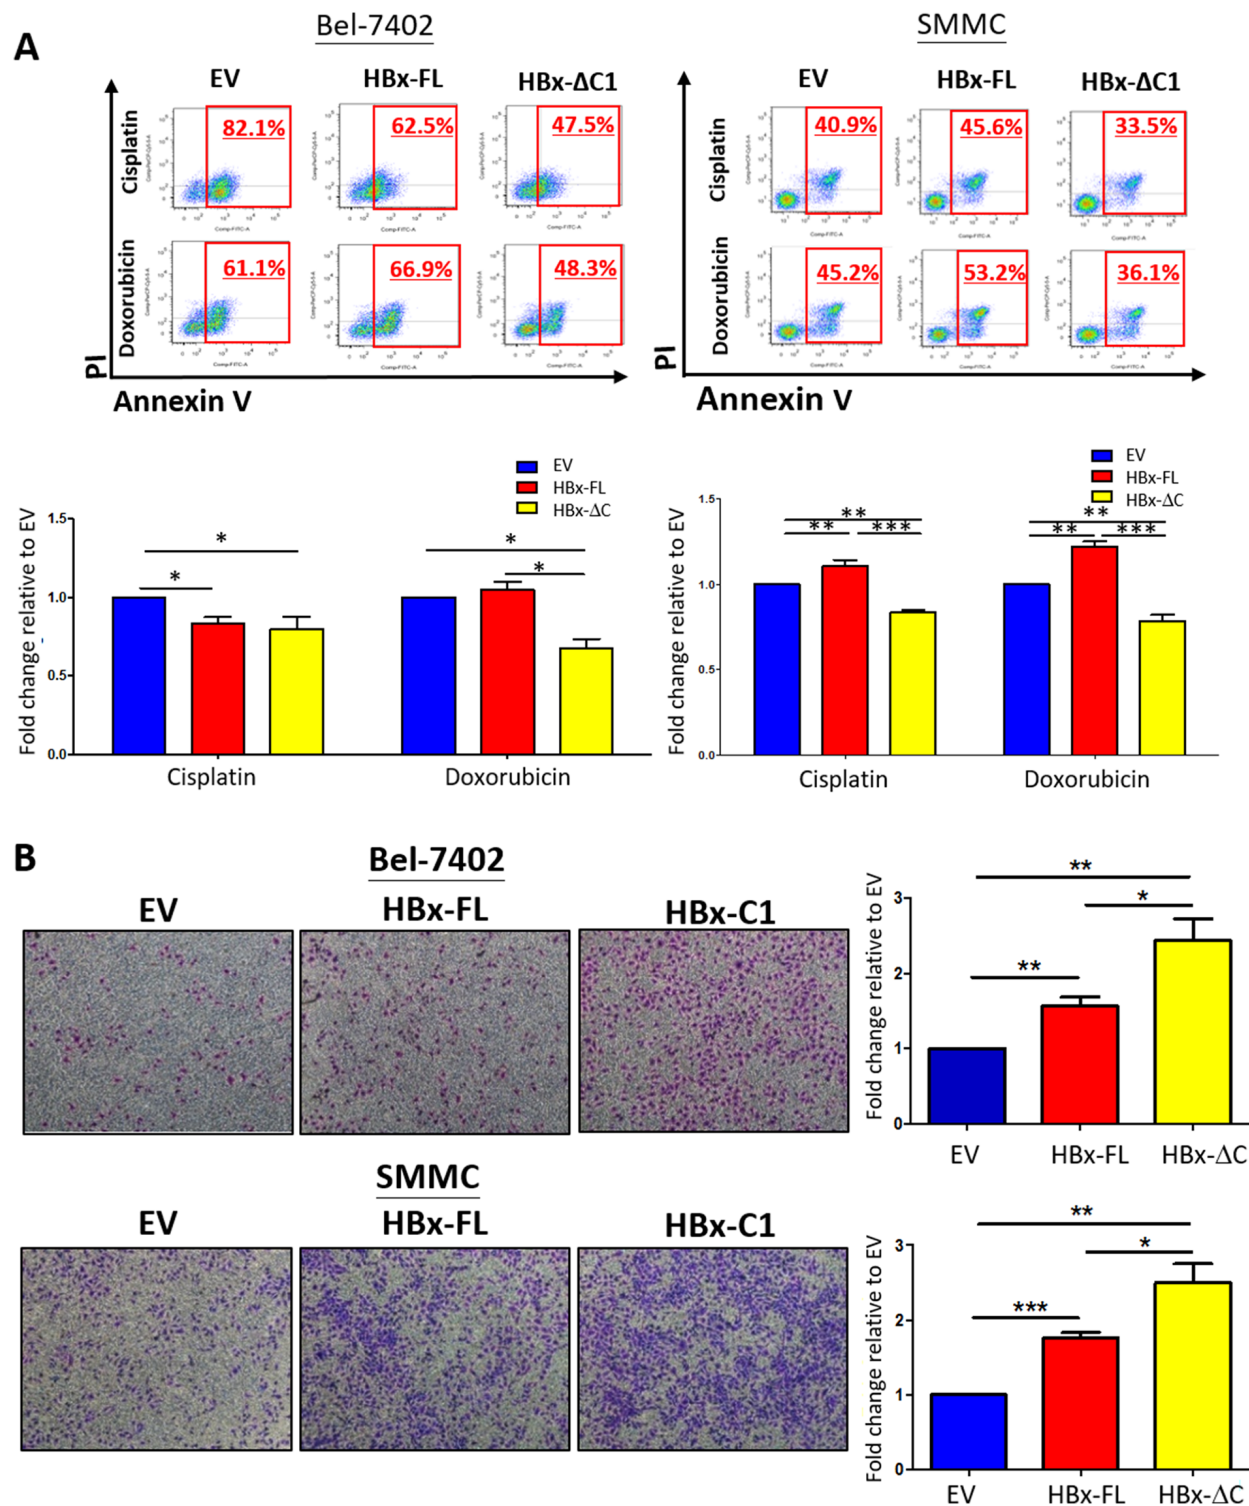 A
Bel-7402
SMMC
EV HBx-FL HBx-ΔC1
EV HBx-FL HBx-ΔC1
Cisplatin
82.1% 62.5% 47.5%
Cisplatin
40.9% 45.6% 33.5%
Doxorubicin
61.1% 66.9% 48.3%
Doxorubicin
45.2% 53.2% 36.1%
PI
Annexin V
PI
Annexin V
EV
HBx-FL
HBx-ΔC
Fold change relative to EV
1.5
1.0
0.5
0.0
* * * *
Cisplatin Doxorubicin
EV
HBx-FL
HBx-ΔC
Fold change relative to EV
1.5
1.0
0.5
0.0
** ** *** ** ** ***
Cisplatin Doxorubicin
B
Bel-7402
EV HBx-FL HBx-C1
Fold change relative to EV
3
2
1
0
**
*
**
EV HBx-FL HBx-ΔC
SMMC
EV HBx-FL HBx-C1
Fold change relative to EV
3
2
1
0
**
*
***
EV HBx-FL HBx-ΔC